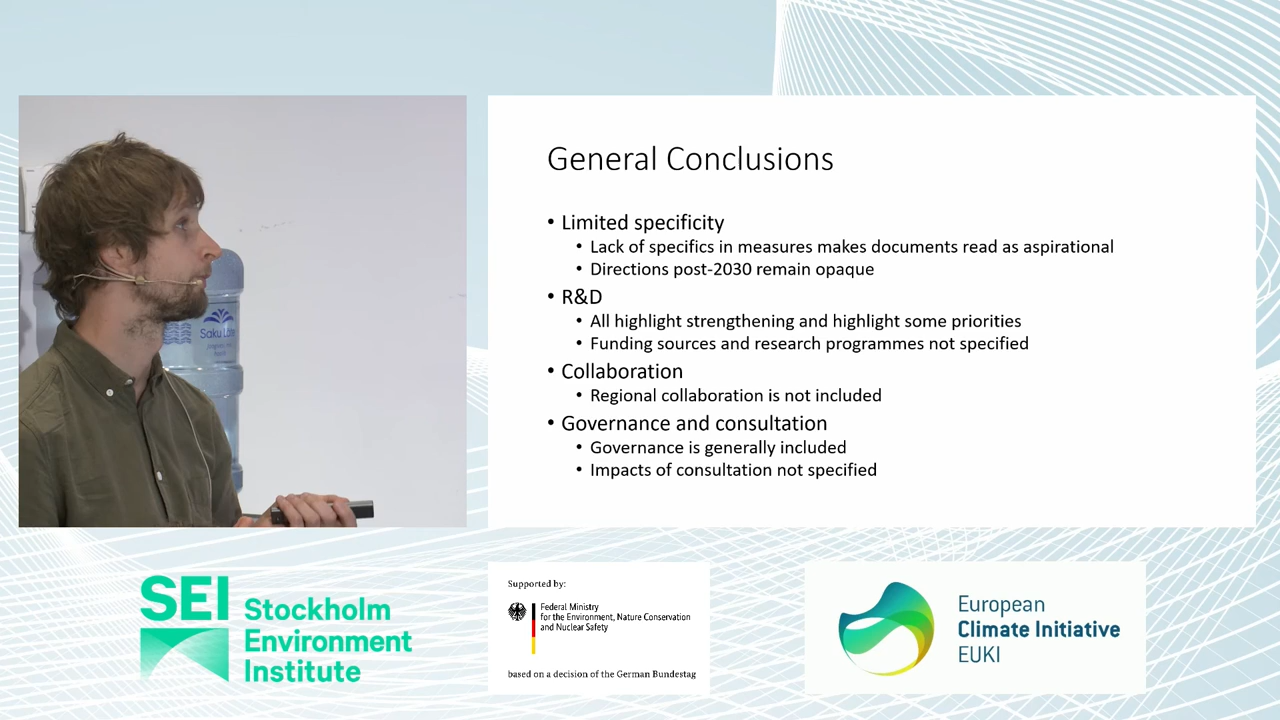 General Conclusions
• Limited specificity
• Lack of specifics in measures makes documents read as aspirational
• Directions post-2030 remain opaque
• R&D
• All highlight strengthening and highlight some priorities
• Funding sources and research programmes not specified
• Collaboration
• Regional collaboration is not included
• Governance and consultation
• Governance is generally included
• Impacts of consultation not specified
Saku
SEI Stockholm
Environment
Institute
Supported by:
Federal Ministry
for the Environment, Nature Conservation
and Nuclear Safety
based on a decision of the German Bundestag
European
Climate Initiative
EUKI